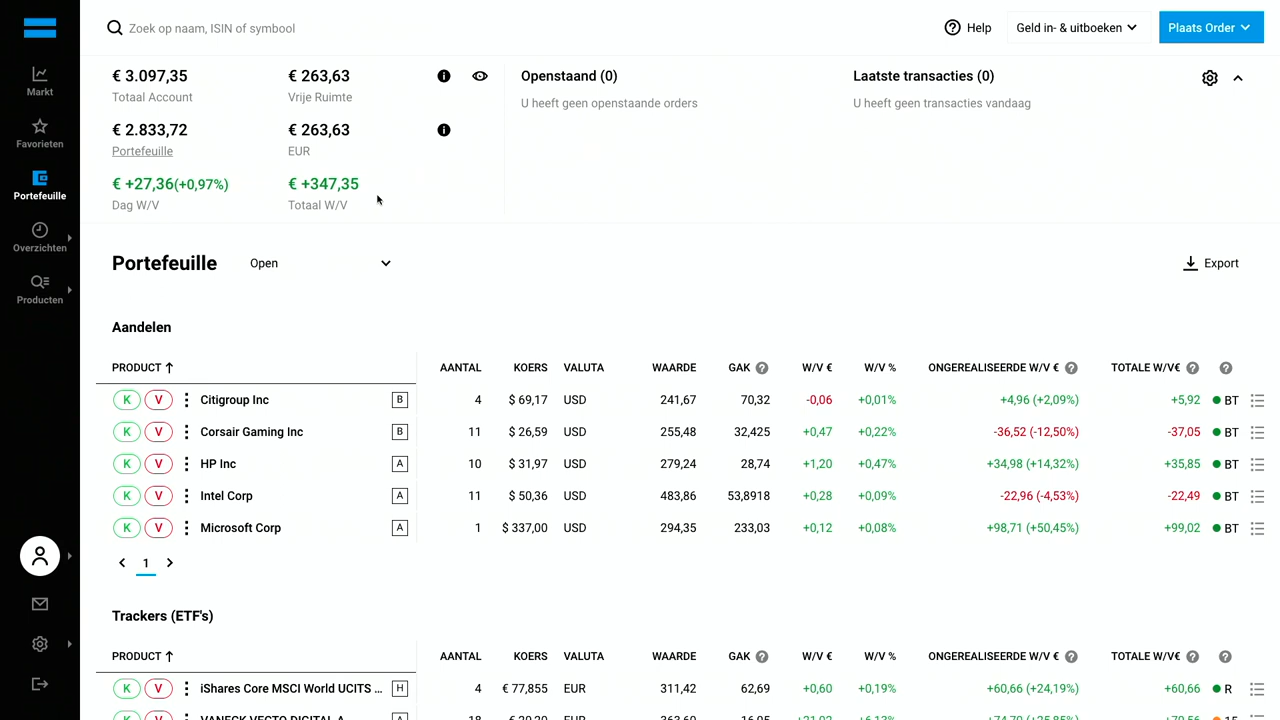 Zoek op naam, ISIN of symbool
Help
Geld in- & uitboeken
Plaats Order
Markt
Favorieten
Portefeuille
Overzichten
Producten
€ 3.097,35
Totaal Account
€ 263,63
Vrije Ruimte
€ 2.833,72
Portefeuille
€ 263,63
EUR
€ +27,36(+0,97%)
Dag W/V
€ +347,35
Totaal W/V
Openstaand (0)
U heeft geen openstaande orders
Laatste transacties (0)
U heeft geen transacties vandaag
Portefeuille
Open
Export
Aandelen
PRODUCT AANTAL KOERS VALUTA WAARDE GAK W/V € W/V % ONGEREALISEERDE W/V € TOTALE W/V€
K V Citigroup Inc B 4 $ 69,17 USD 241,67 70,32 -0,06 +0,01% +4,96 (+2,09%) +5,92 BT
K V Corsair Gaming Inc B 11 $ 26,59 USD 255,48 32,425 +0,47 +0,22% -36,52 (-12,50%) -37,05 BT
K V HP Inc A 10 $ 31,97 USD 279,24 28,74 +1,20 +0,47% +34,98 (+14,32%) +35,85 BT
K V Intel Corp A 11 $ 50,36 USD 483,86 53,8918 +0,28 +0,09% -22,96 (-4,53%) -22,49 BT
K V Microsoft Corp A 1 $ 337,00 USD 294,35 233,03 +0,12 +0,08% +98,71 (+50,45%) +99,02 BT
1
Trackers (ETF's)
PRODUCT AANTAL KOERS VALUTA WAARDE GAK W/V € W/V % ONGEREALISEERDE W/V € TOTALE W/V€
K V iShares Core MSCI World UCITS ... H 4 € 77,855 EUR 311,42 62,69 +0,60 +0,19% +60,66 (+24,19%) +60,66 R
K V VANECK VECTO DIGITAL A EUR